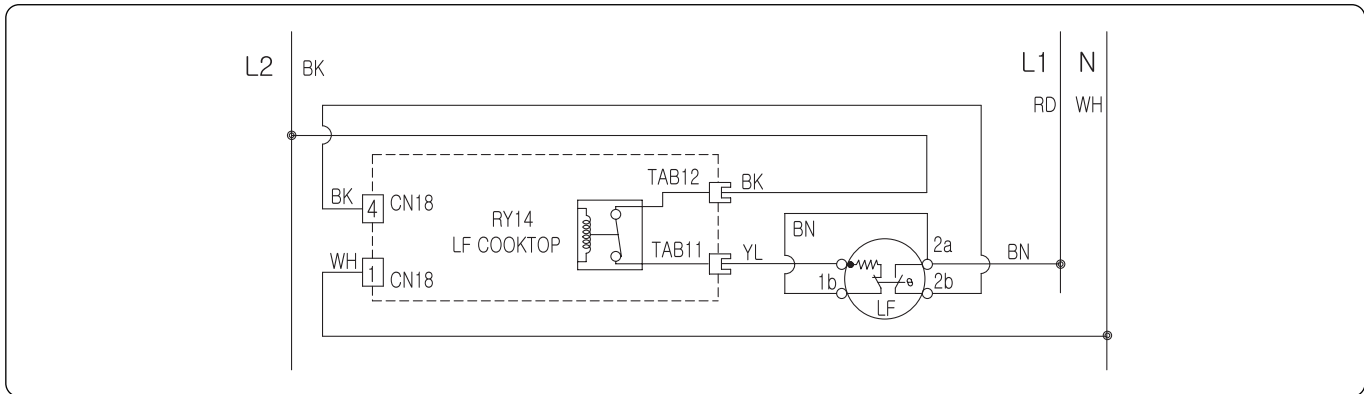 L2
BK
L1
N
RD
WH
TAB12
BK
BK
4
CN18
RY14
LF COOKTOP
BN
2a
BN
TAB11
YL
WH
1
CN18
1b
θ
2b
LF